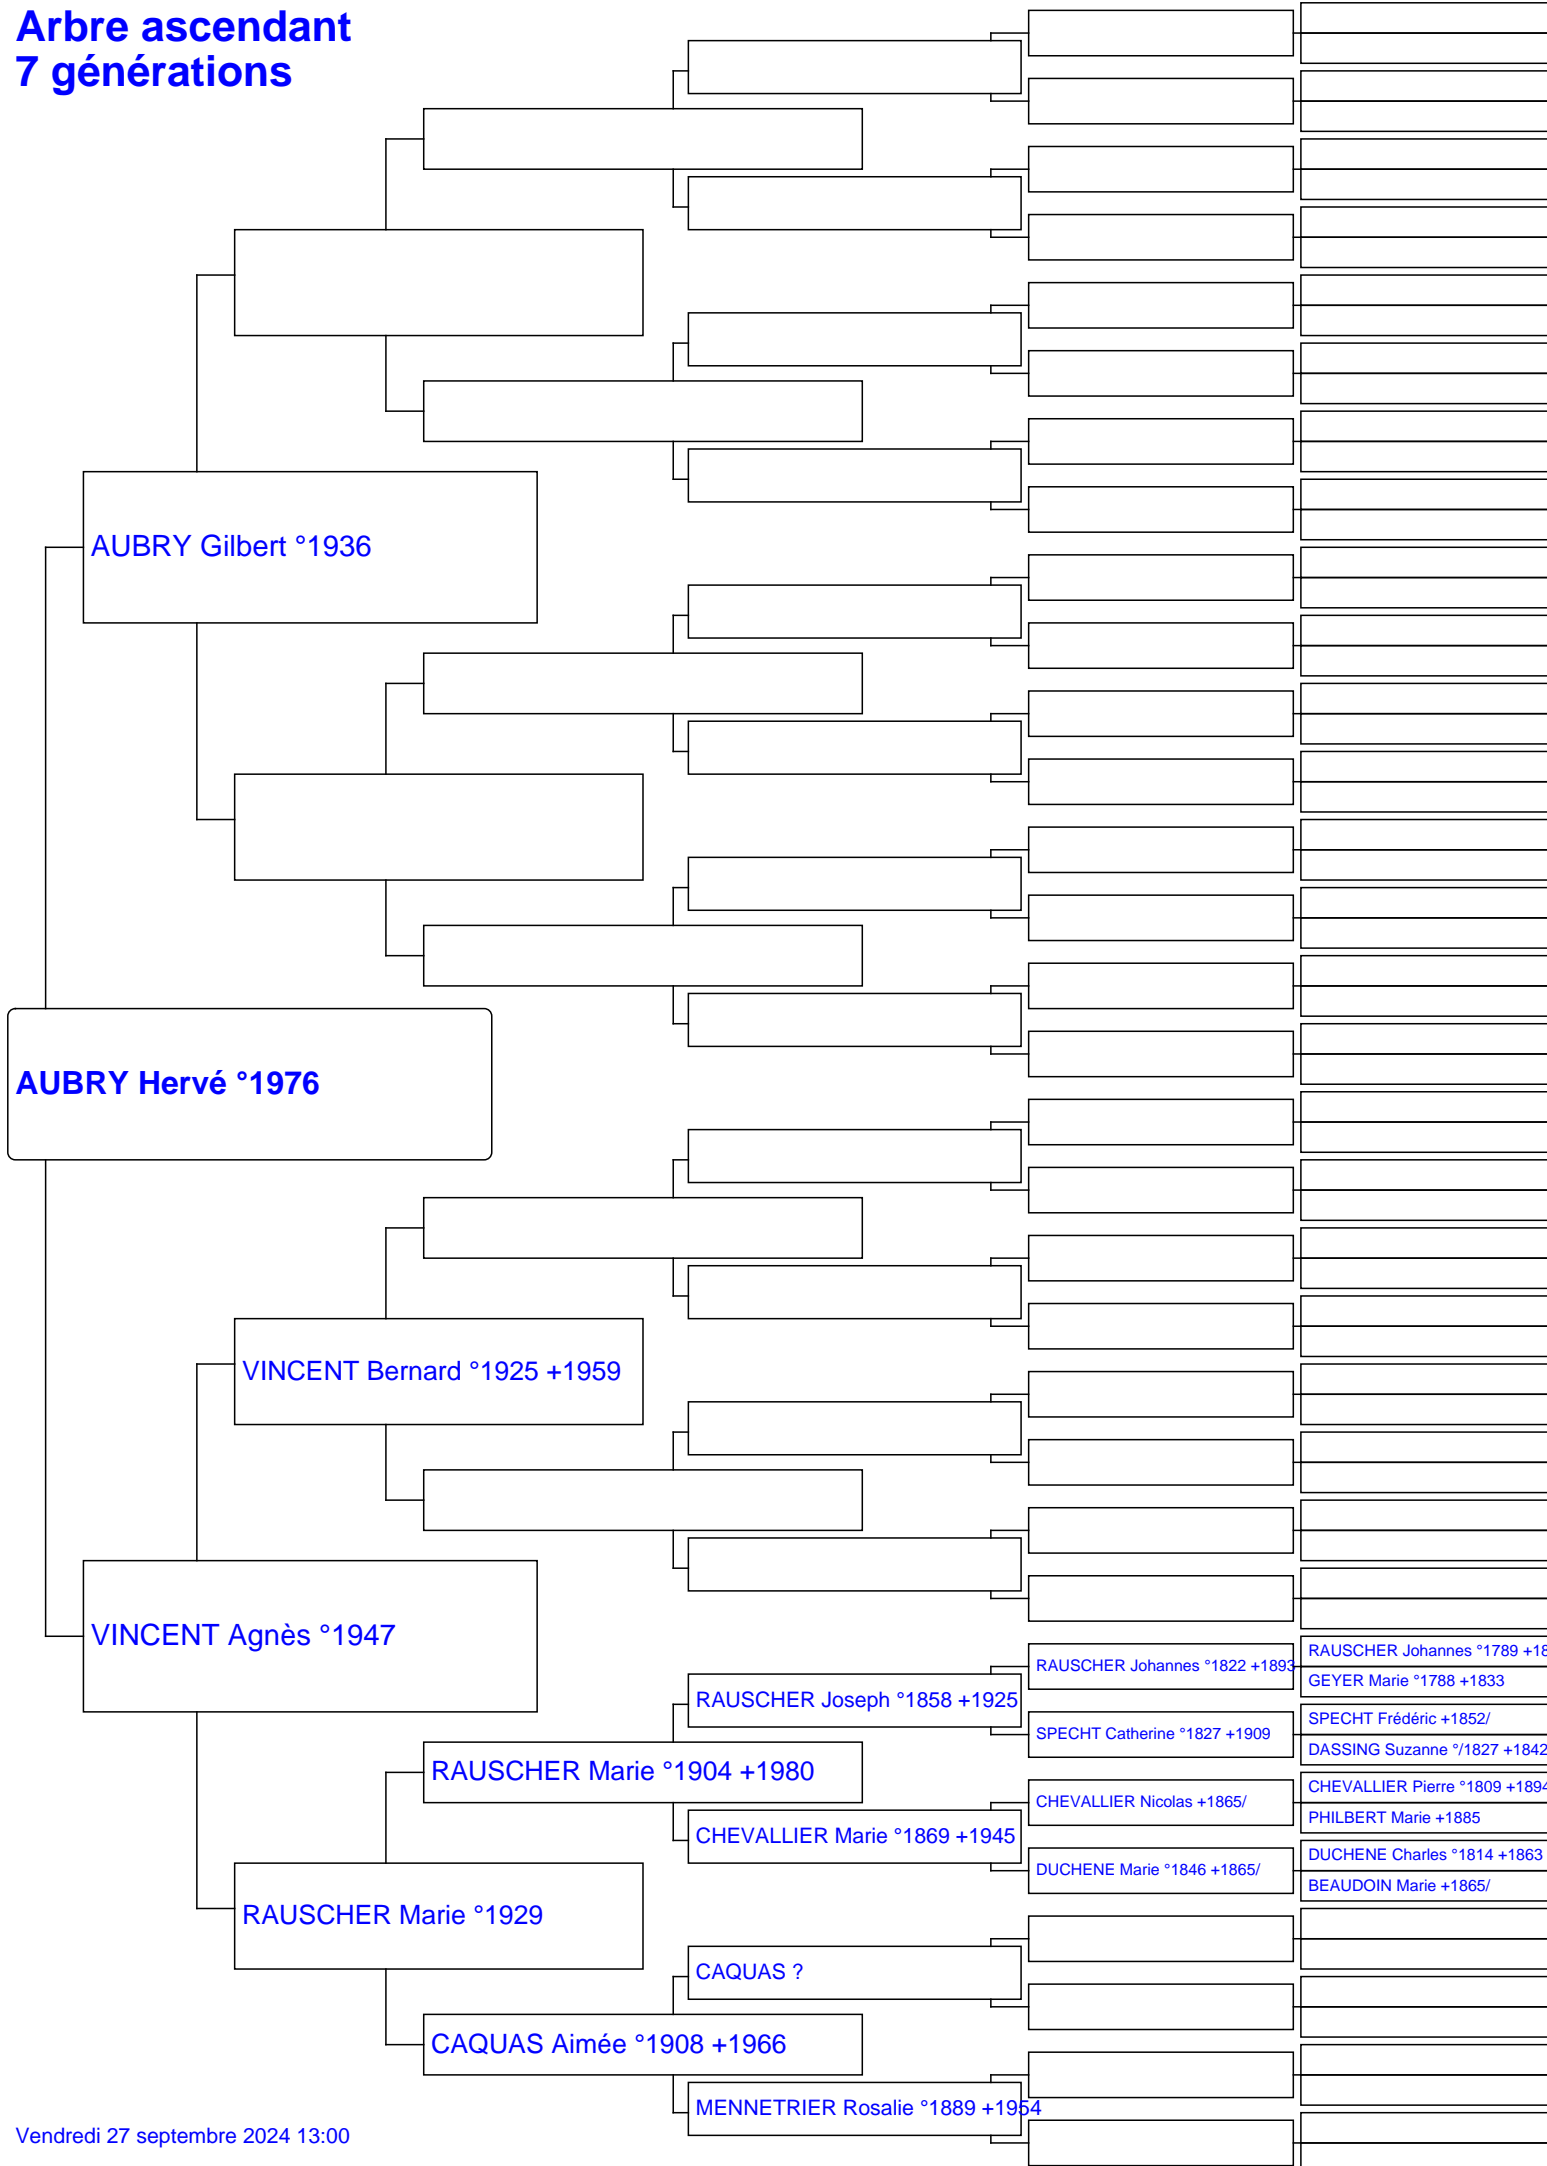 Arbre ascendant
7 générations
AUBRY Gilbert °1936
AUBRY Hervé °1976
VINCENT Bernard °1925 +1959
VINCENT Agnès °1947
RAUSCHER Johannes °1822 +1893
RAUSCHER Johannes °1789 +18
GEYER Marie °1788 +1833
RAUSCHER Joseph °1858 +1925
SPECHT Catherine °1827 +1909
SPECHT Frédéric +1852/
DASSING Suzanne °/1827 +1842
RAUSCHER Marie °1904 +1980
CHEVALLIER Nicolas +1865/
CHEVALLIER Pierre °1809 +1894
PHILBERT Marie +1885
CHEVALLIER Marie °1869 +1945
DUCHENE Marie °1846 +1865/
DUCHENE Charles °1814 +1863
BEAUDOIN Marie +1865/
RAUSCHER Marie °1929
CAQUAS ?
CAQUAS Aimée °1908 +1966
MENNETRIER Rosalie °1889 +1954
Vendredi 27 septembre 2024 13:00